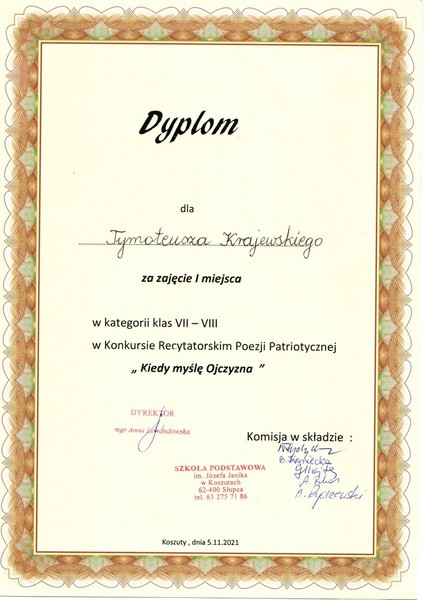 Dyplom
dla
Tymoteusza Krajewskiego
za zajęcie I miejsca
w kategorii klas VII – VIII
w Konkursie Recytatorskim Poezji Patriotycznej
„ Kiedy myślę Ojczyzna ”
DYREKTOR
mgr Anna
Komisja w składzie :
SZKOŁA PODSTAWOWA
im. Józefa Janika
w Koszutach
62-400 Słupca
tel. 63 275 71 86
Koszuty , dnia 5.11.2021